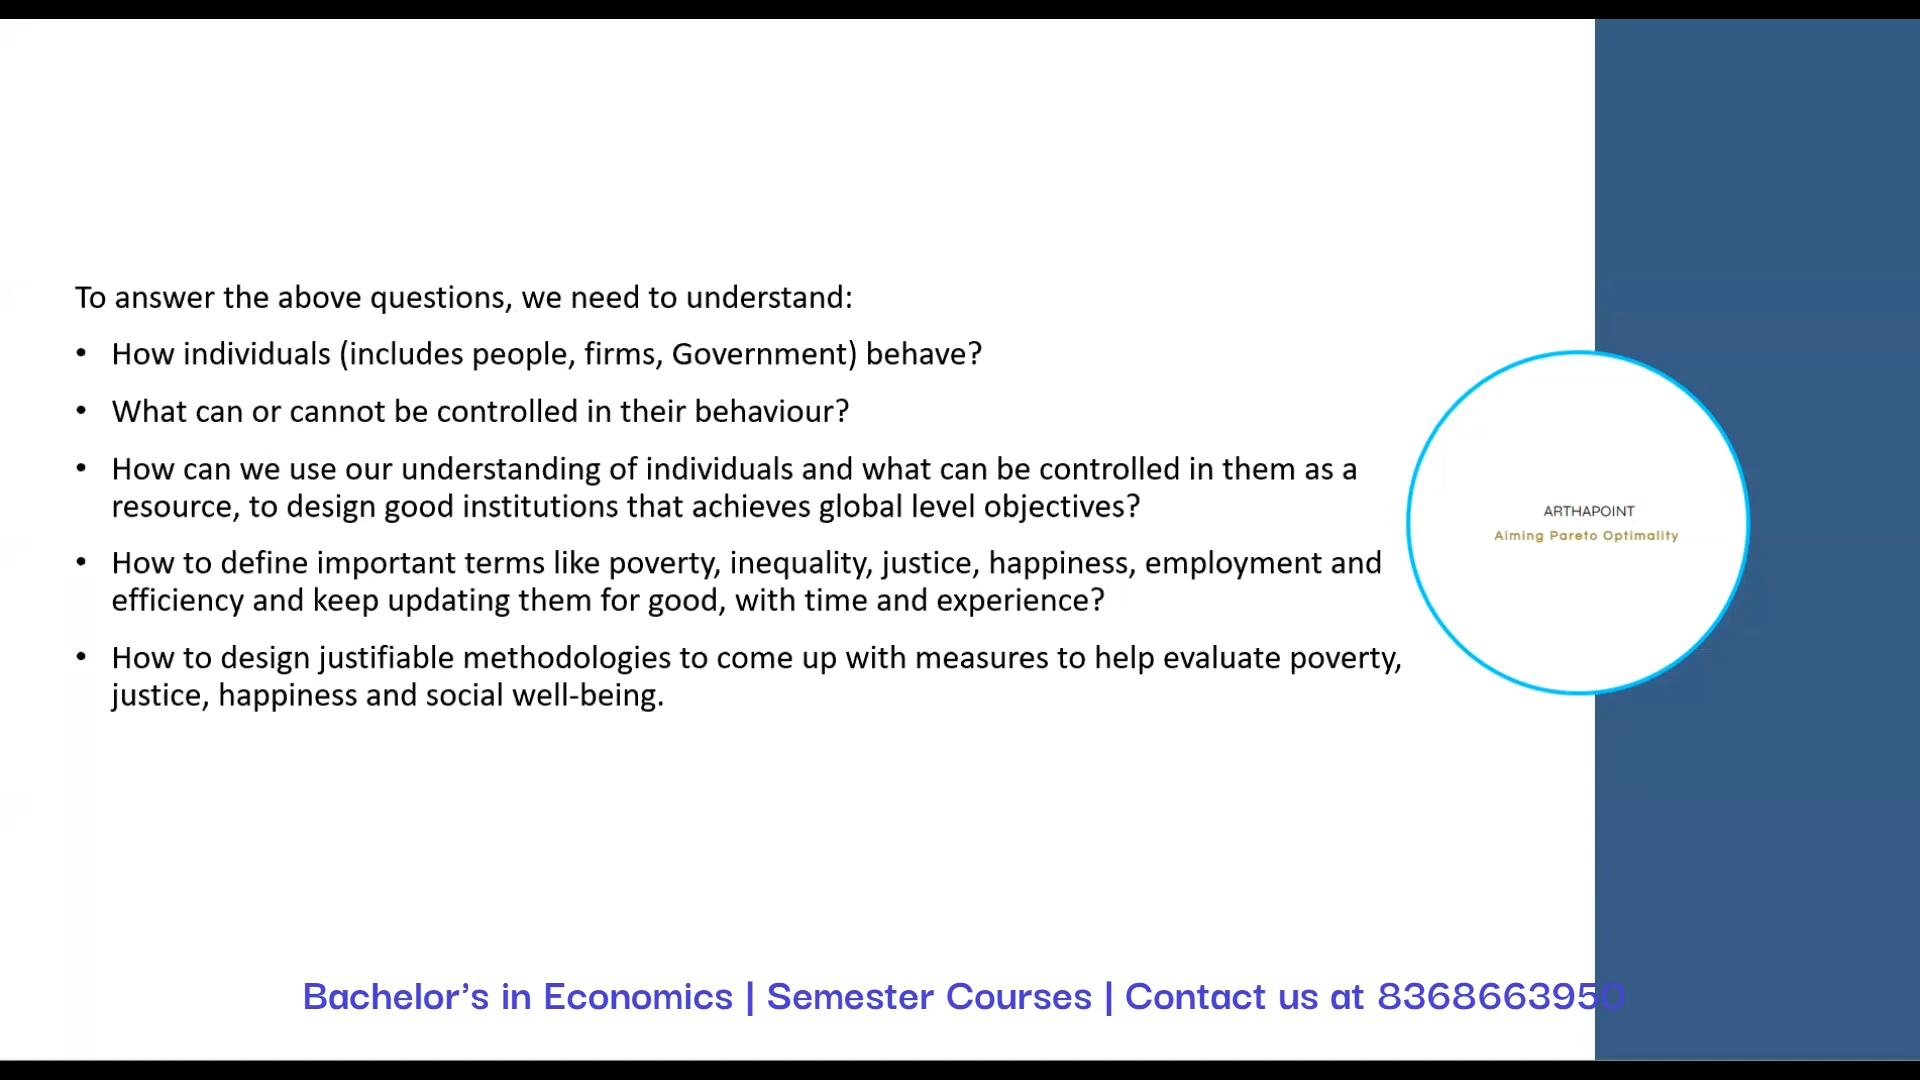 To answer the above questions, we need to understand:
• How individuals (includes people, firms, Government) behave?
• What can or cannot be controlled in their behaviour?
• How can we use our understanding of individuals and what can be controlled in them as a
resource, to design good institutions that achieves global level objectives?
• How to define important terms like poverty, inequality, justice, happiness, employment and
efficiency and keep updating them for good, with time and experience?
• How to design justifiable methodologies to come up with measures to help evaluate poverty,
justice, happiness and social well-being.
ARTHAPOINT
Aiming Pareto Optimality
Bachelor’s in Economics | Semester Courses | Contact us at 8368663950